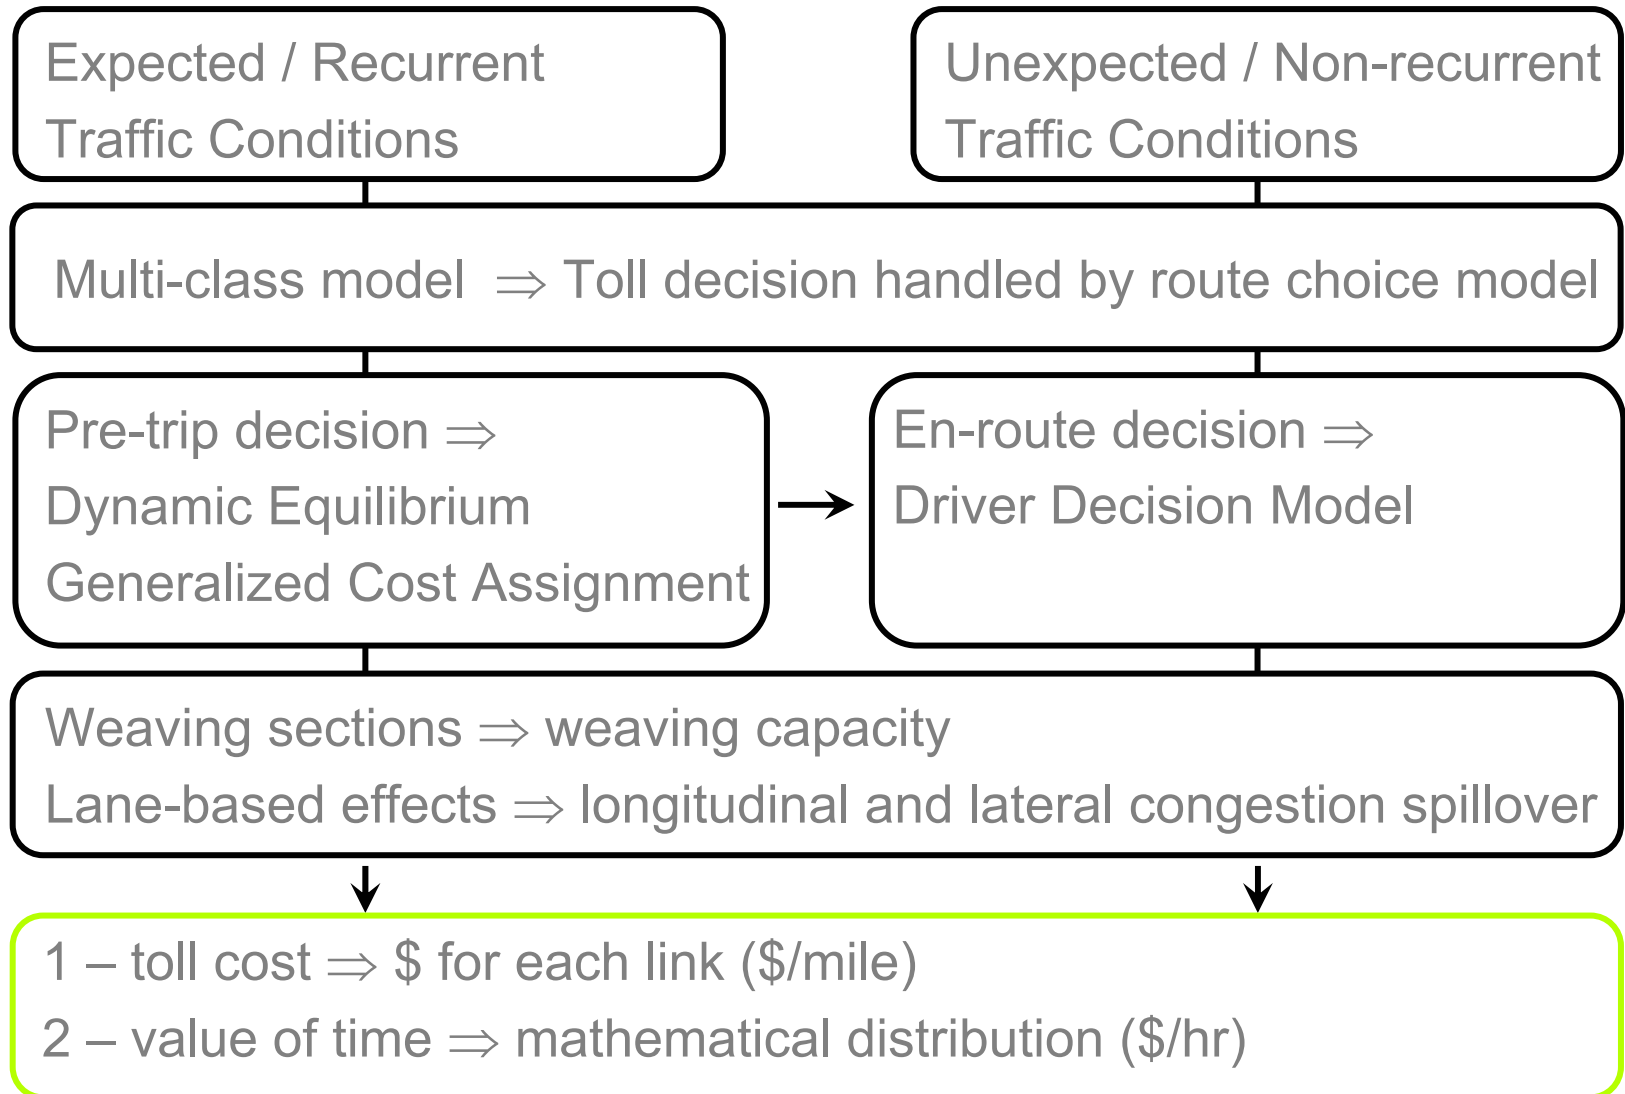 Expected / Recurrent
Traffic Conditions
Unexpected / Non-recurrent
Traffic Conditions
Multi-class model ⇒ Toll decision handled by route choice model
Pre-trip decision ⇒
Dynamic Equilibrium
Generalized Cost Assignment
En-route decision ⇒
Driver Decision Model
Weaving sections ⇒ weaving capacity
Lane-based effects ⇒ longitudinal and lateral congestion spillover
1 – toll cost ⇒ $ for each link ($/mile)
2 – value of time ⇒ mathematical distribution ($/hr)